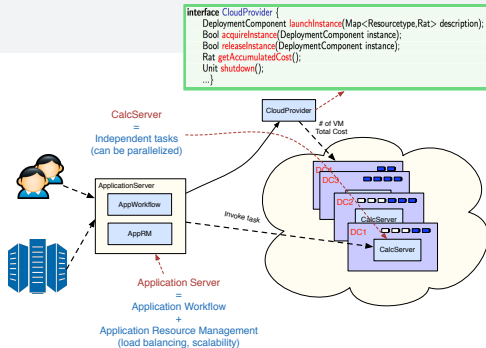 interface CloudProvider {
DeploymentComponent launchInstance(Map<Resourcetype,Rat> description);
Bool acquireInstance(DeploymentComponent instance);
Bool releaseInstance(DeploymentComponent instance);
Rat getAccumulatedCost();
Unit shutdown();
...}
CloudProvider
# of VM
Total Cost
CalcServer
=
Independent tasks
(can be parallelized)
ApplicationServer
AppWorkflow
AppRM
Invoke task
DC3
DC2
CalcServer
DC1
CalcServer
Application Server
=
Application Workflow
+
Application Resource Management
(load balancing, scalability)